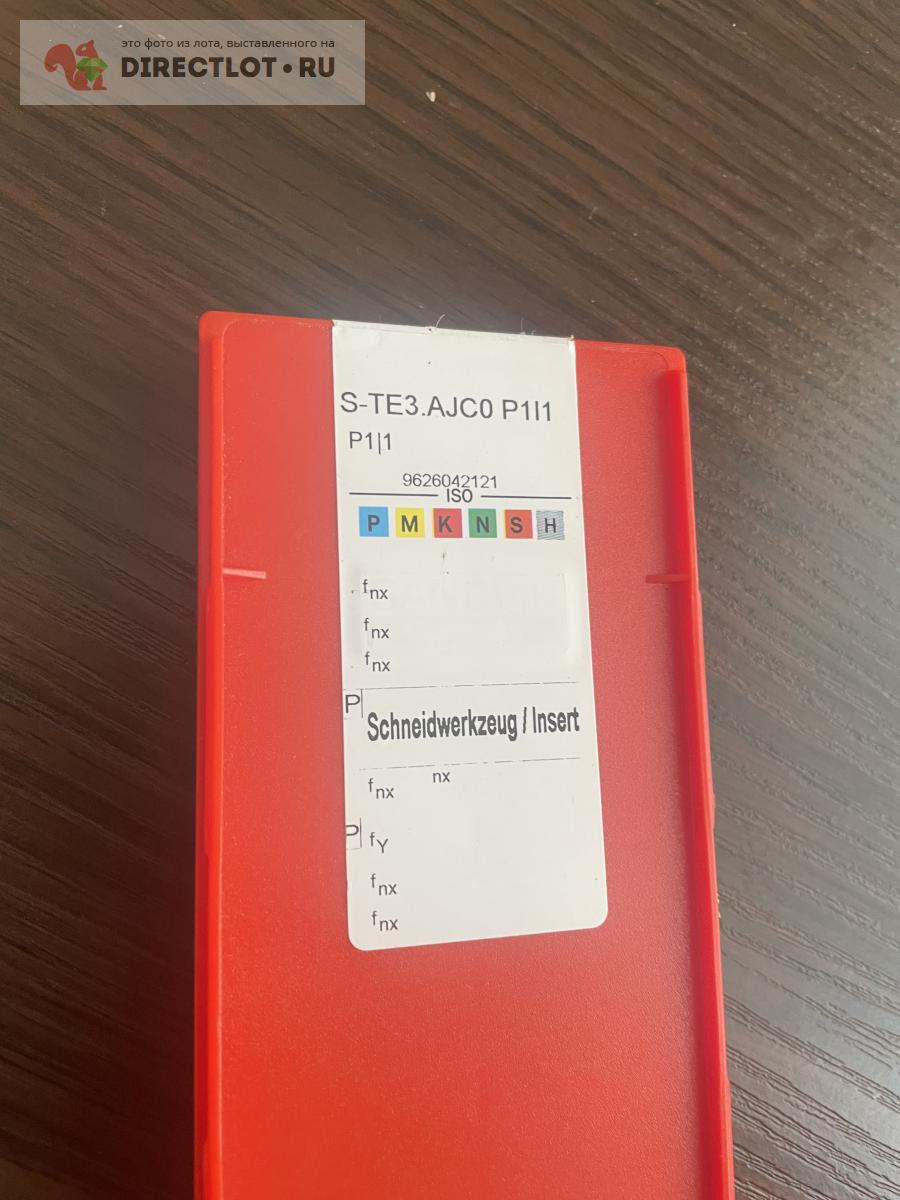 это фото из лота, выставленного на
DIRECTLOT•RU
S-TE3.AJC0 P1I1
P1|1
9626042121
ISO
P M K N S H
fnx
fnx
fnx
P
Schneidwerkzeug / Insert
nx
fnx
P fY
fnx
fnx